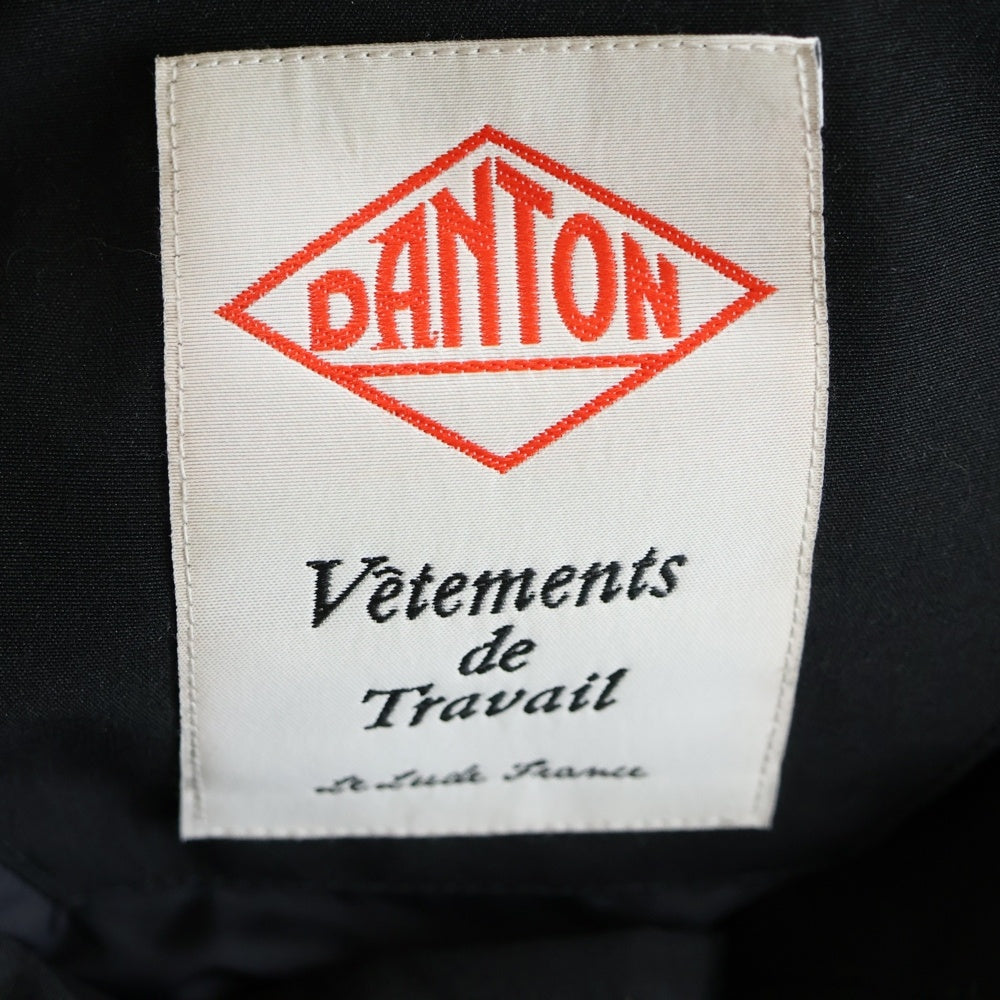 DANTON
Vêtements
de
Travail
Le Lude France